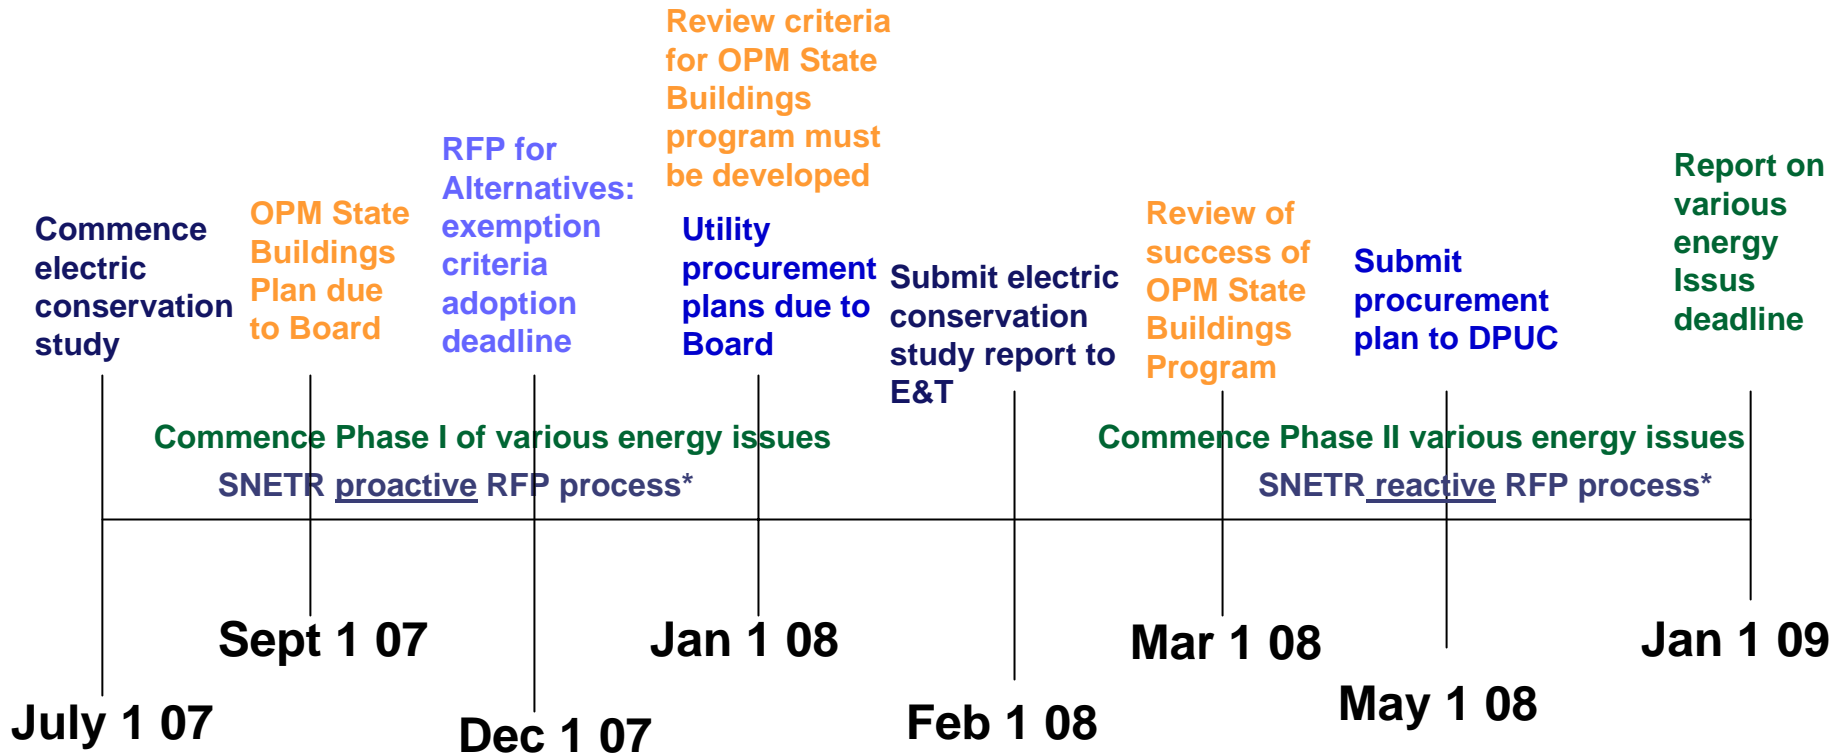 Review criteria
for OPM State
Buildings
program must
be developed
RFP for
Alternatives:
exemption
criteria
adoption
deadline
Report on
various
energy
Issus
deadline
Commence
electric
conservation
study
OPM State
Buildings
Plan due
to Board
Utility
procurement
plans due to
Board
Submit electric
conservation
study report to
E&T
Review of
success of
OPM State
Buildings
Program
Submit
procurement
plan to DPUC
Commence Phase I of various energy issues
SNETR proactive RFP process*
Commence Phase II various energy issues
SNETR reactive RFP process*
July 1 07
Sept 1 07
Dec 1 07
Jan 1 08
Feb 1 08
Mar 1 08
May 1 08
Jan 1 09